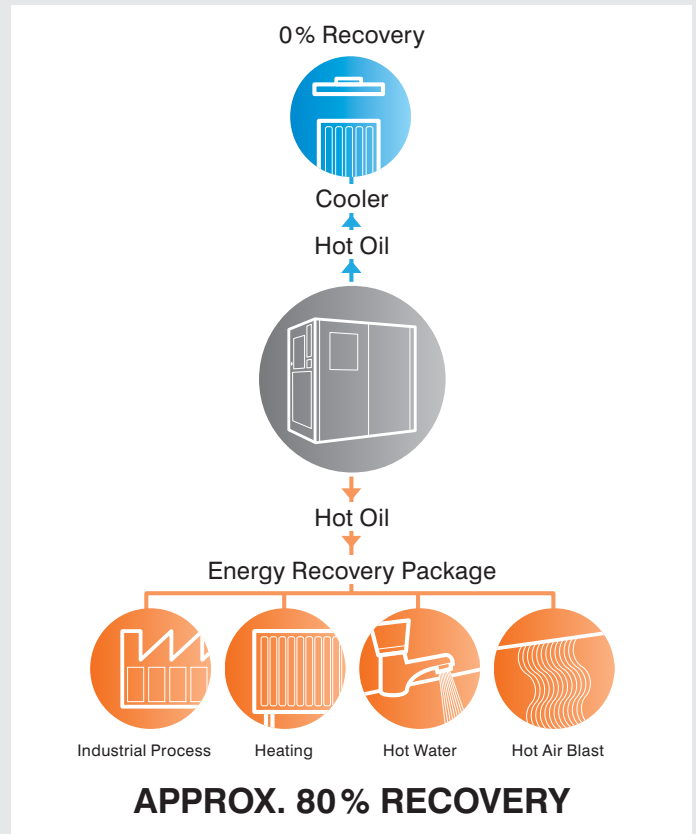 0% Recovery
Cooler
Hot Oil
Hot Oil
Energy Recovery Package
Industrial Process
Heating
Hot Water
Hot Air Blast
APPROX. 80% RECOVERY